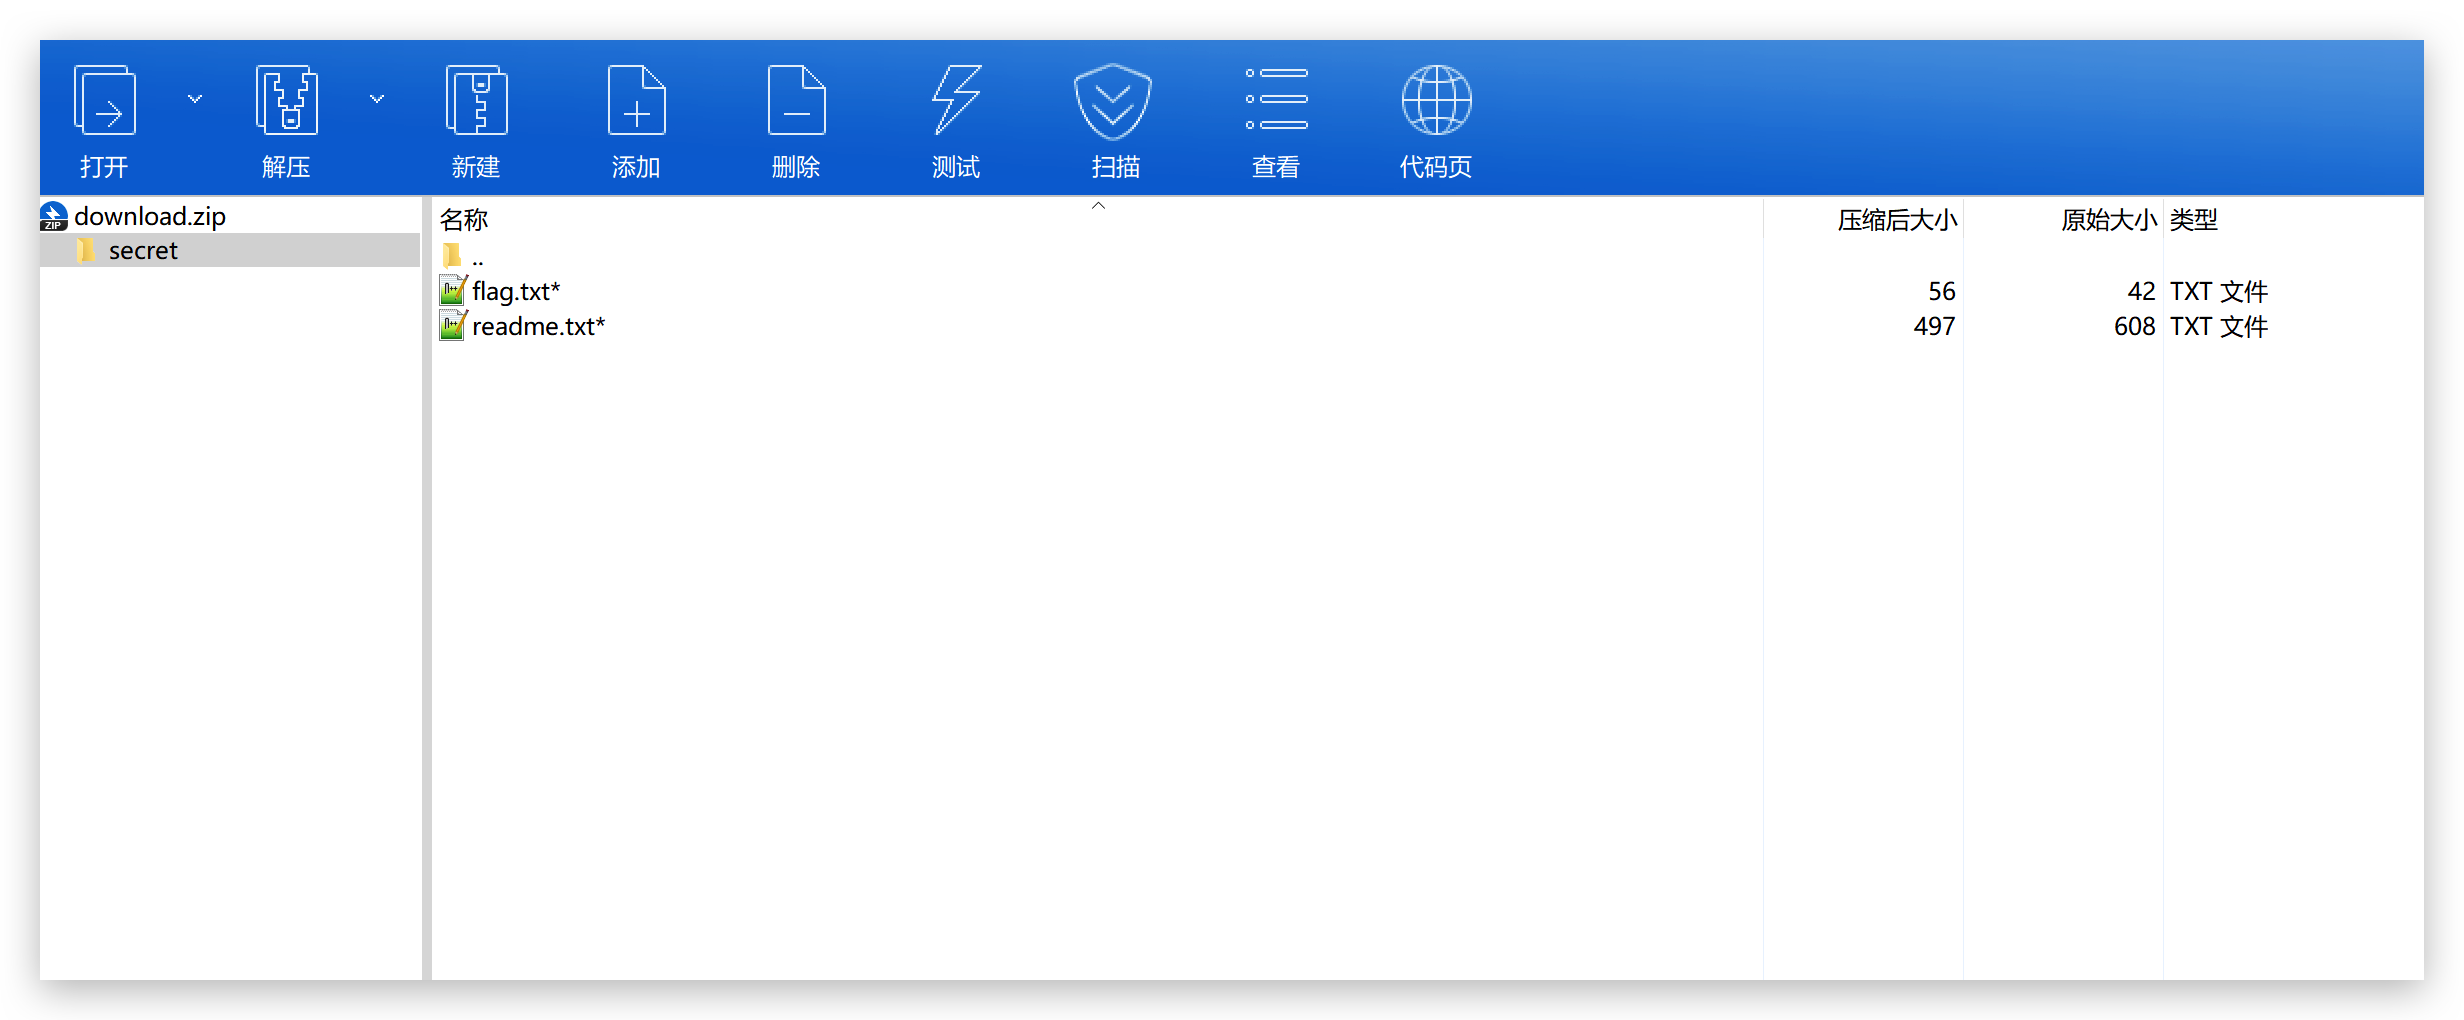 打开 解压 新建 添加 删除 测试 扫描 查看 代码页
download.zip
secret
名称 压缩后大小 原始大小 类型
..
flag.txt* 56 42 TXT 文件
readme.txt* 497 608 TXT 文件
ZIP